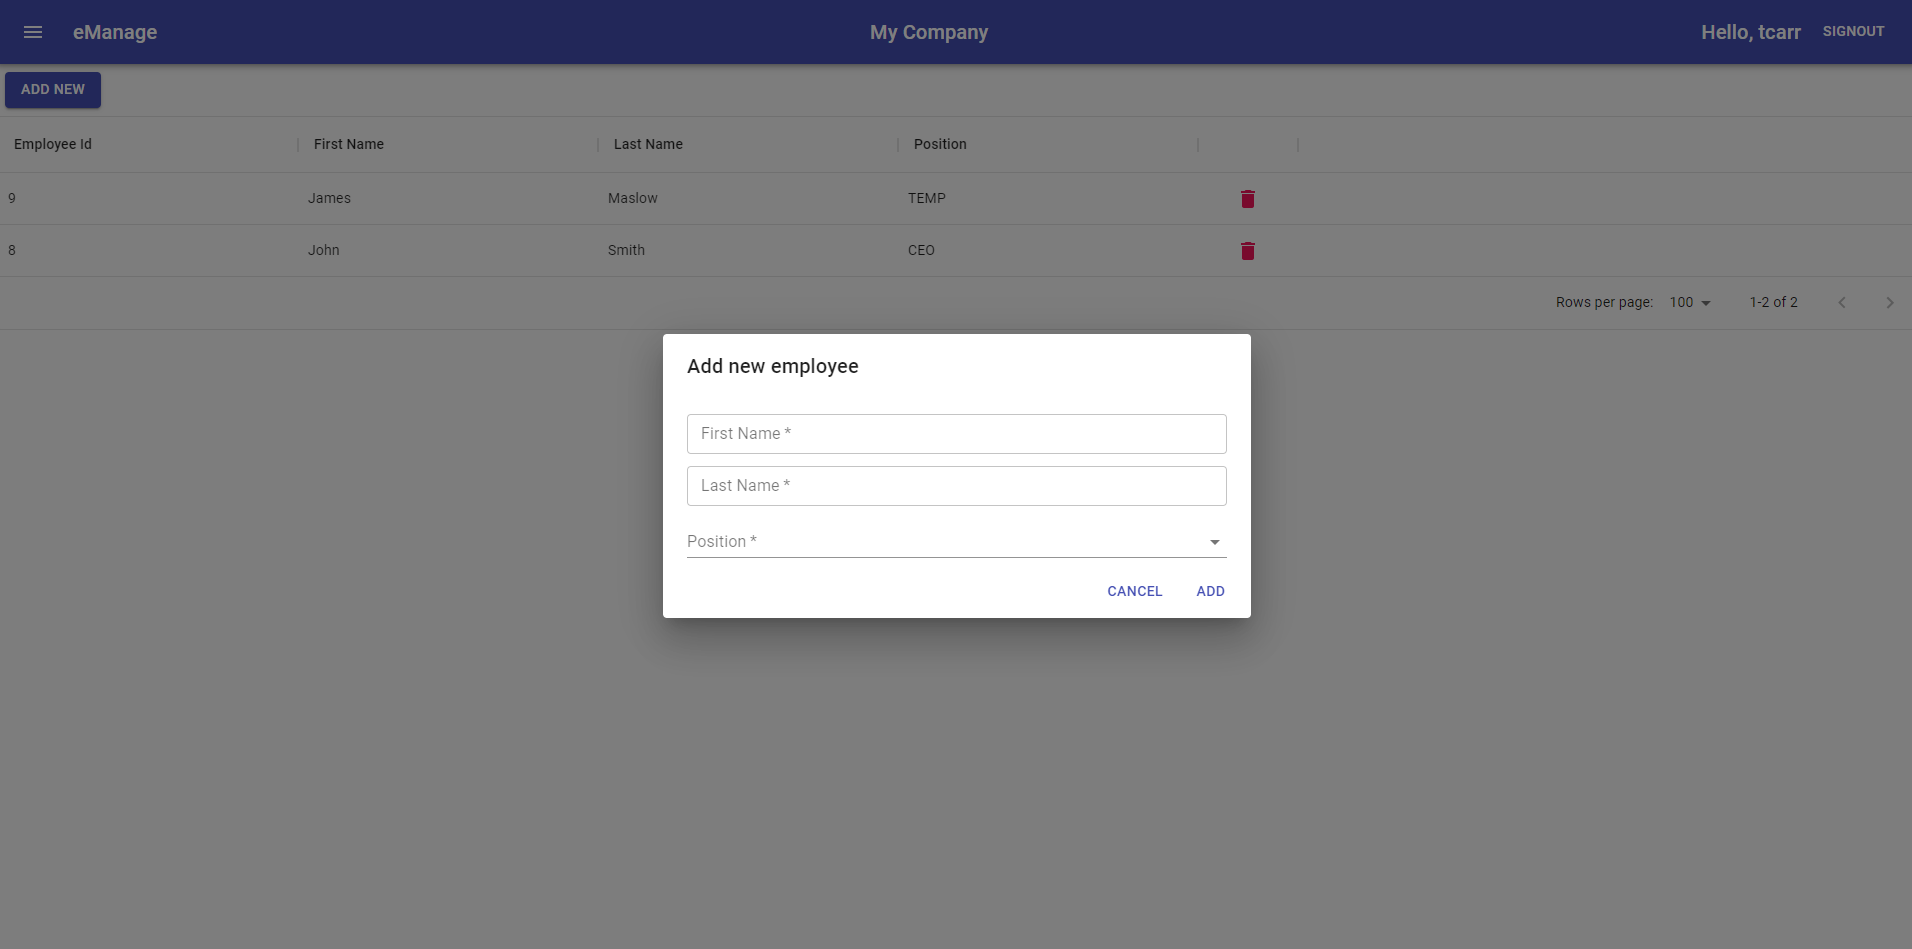 eManage My Company Hello, tcarr SIGNOUT
ADD NEW
Employee Id First Name Last Name Position
9 James Maslow TEMP
8 John Smith CEO
Rows per page: 100 1-2 of 2
Add new employee
First Name *
Last Name *
Position *
CANCEL ADD